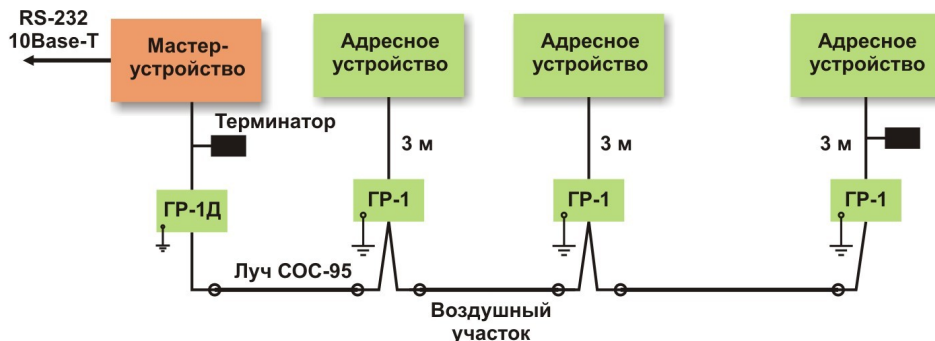 RS-232
10Base-T
Мастер-
устройство
Адресное
устройство
Адресное
устройство
Адресное
устройство
Терминатор
3 м
3 м
3 м
ГР-1Д
ГР-1
ГР-1
ГР-1
Луч СОС-95
Воздушный
участок